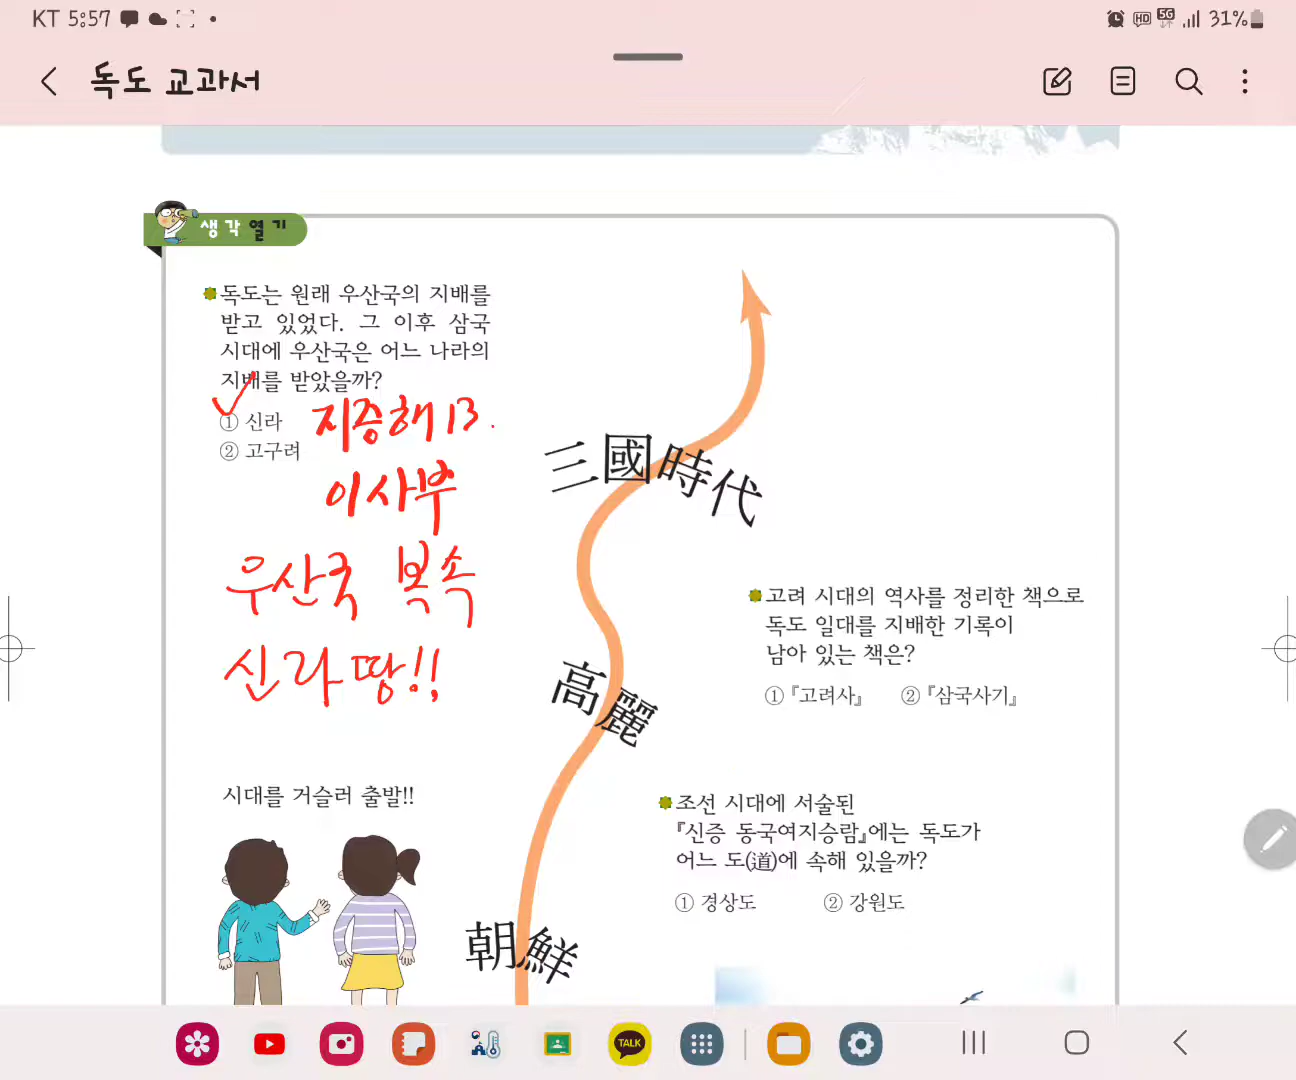 KT 5:57
HD 5G 31%
독도 교과서
생각 열기
독도는 원래 우산국의 지배를
받고 있었다. 그 이후 삼국
시대에 우산국은 어느 나라의
지배를 받았을까?
① 신라
② 고구려
지증해 13.
이사부
우산국 복속
신라 땅!!
三國時代
고려 시대의 역사를 정리한 책으로
독도 일대를 지배한 기록이
남아 있는 책은?
① 『고려사』 ② 『삼국사기』
高麗
시대를 거슬러 출발!!
조선 시대에 서술된
『신증 동국여지승람』에는 독도가
어느 도(道)에 속해 있을까?
① 경상도 ② 강원도
朝鮮
TALK